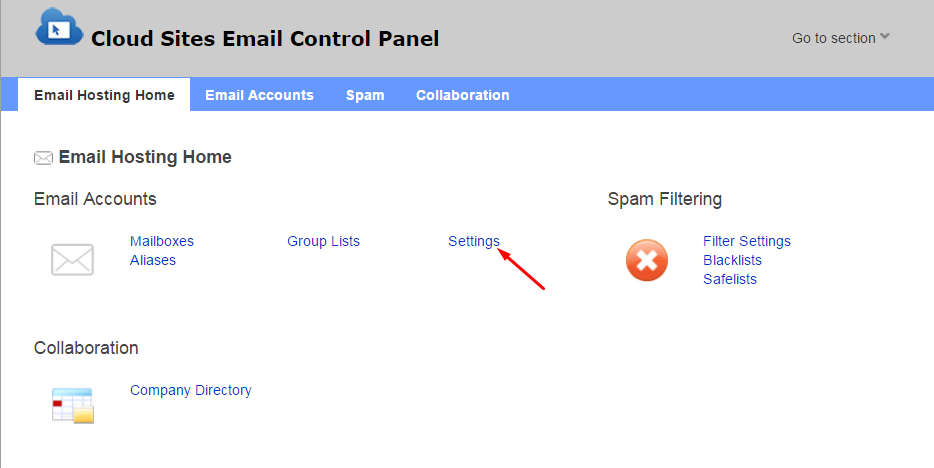 Cloud Sites Email Control Panel
Go to section
Email Hosting Home
Email Accounts
Spam
Collaboration
Email Hosting Home
Email Accounts
Mailboxes
Aliases
Group Lists
Settings
Spam Filtering
Filter Settings
Blacklists
Safelists
Collaboration
Company Directory